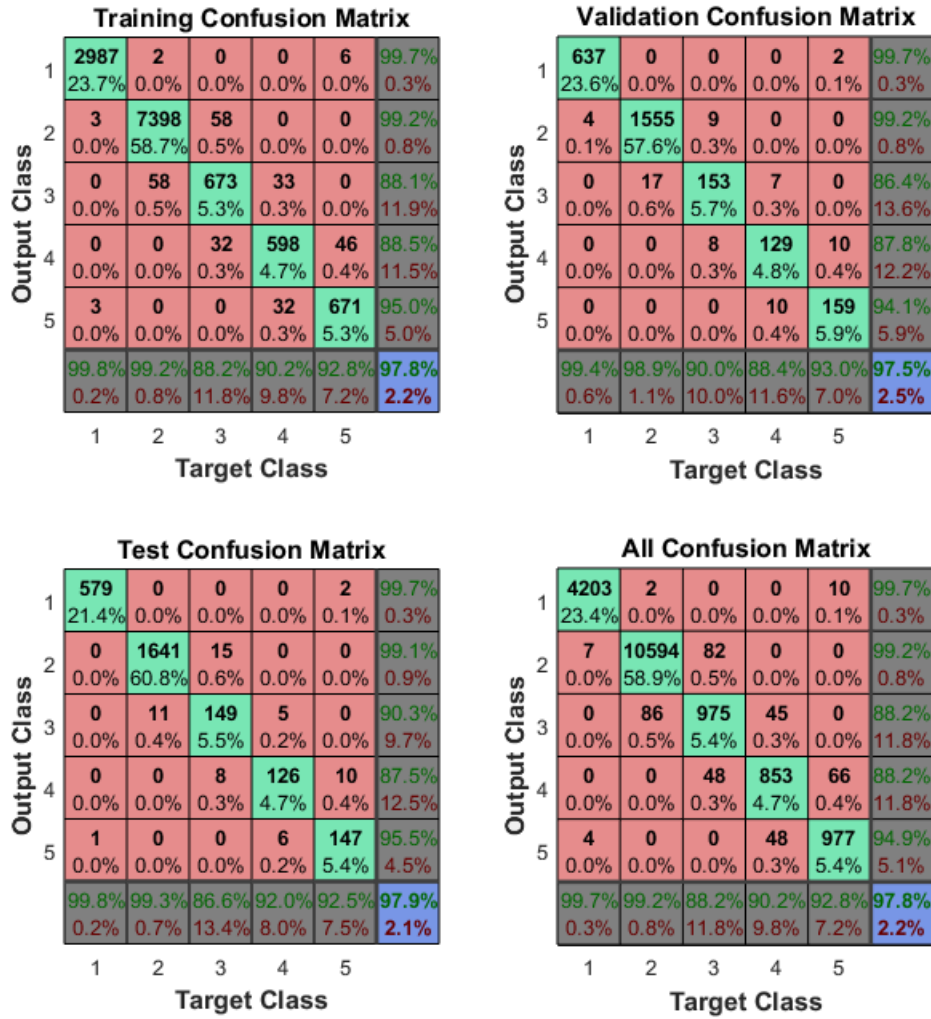 Training Confusion Matrix
1 2987 2 0 0 6 99.7%
23.7% 0.0% 0.0% 0.0% 0.0% 0.3%
2 3 7398 58 0 0 99.2%
0.0% 58.7% 0.5% 0.0% 0.0% 0.8%
3 0 58 673 33 0 88.1%
0.0% 0.5% 5.3% 0.3% 0.0% 11.9%
4 0 0 32 598 46 88.5%
0.0% 0.0% 0.3% 4.7% 0.4% 11.5%
5 3 0 0 32 671 95.0%
0.0% 0.0% 0.0% 0.3% 5.3% 5.0%
99.8% 99.2% 88.2% 90.2% 92.8% 97.8%
0.2% 0.8% 11.8% 9.8% 7.2% 2.2%
1 2 3 4 5
Target Class
Output Class
Validation Confusion Matrix
1 637 0 0 0 2 99.7%
23.6% 0.0% 0.0% 0.0% 0.1% 0.3%
2 4 1555 9 0 0 99.2%
0.1% 57.6% 0.3% 0.0% 0.0% 0.8%
3 0 17 153 7 0 86.4%
0.0% 0.6% 5.7% 0.3% 0.0% 13.6%
4 0 0 8 129 10 87.8%
0.0% 0.0% 0.3% 4.8% 0.4% 12.2%
5 0 0 0 10 159 94.1%
0.0% 0.0% 0.0% 0.4% 5.9% 5.9%
99.4% 98.9% 90.0% 88.4% 93.0% 97.5%
0.6% 1.1% 10.0% 11.6% 7.0% 2.5%
1 2 3 4 5
Target Class
Output Class
Test Confusion Matrix
1 579 0 0 0 2 99.7%
21.4% 0.0% 0.0% 0.0% 0.1% 0.3%
2 0 1641 15 0 0 99.1%
0.0% 60.8% 0.6% 0.0% 0.0% 0.9%
3 0 11 149 5 0 90.3%
0.0% 0.4% 5.5% 0.2% 0.0% 9.7%
4 0 0 8 126 10 87.5%
0.0% 0.0% 0.3% 4.7% 0.4% 12.5%
5 1 0 0 6 147 95.5%
0.0% 0.0% 0.0% 0.2% 5.4% 4.5%
99.8% 99.3% 86.6% 92.0% 92.5% 97.9%
0.2% 0.7% 13.4% 8.0% 7.5% 2.1%
1 2 3 4 5
Target Class
Output Class
All Confusion Matrix
1 4203 2 0 0 10 99.7%
23.4% 0.0% 0.0% 0.0% 0.1% 0.3%
2 7 10594 82 0 0 99.2%
0.0% 58.9% 0.5% 0.0% 0.0% 0.8%
3 0 86 975 45 0 88.2%
0.0% 0.5% 5.4% 0.3% 0.0% 11.8%
4 0 0 48 853 66 88.2%
0.0% 0.0% 0.3% 4.7% 0.4% 11.8%
5 4 0 0 48 977 94.9%
0.0% 0.0% 0.0% 0.3% 5.4% 5.1%
99.7% 99.2% 88.2% 90.2% 92.8% 97.8%
0.3% 0.8% 11.8% 9.8% 7.2% 2.2%
1 2 3 4 5
Target Class
Output Class